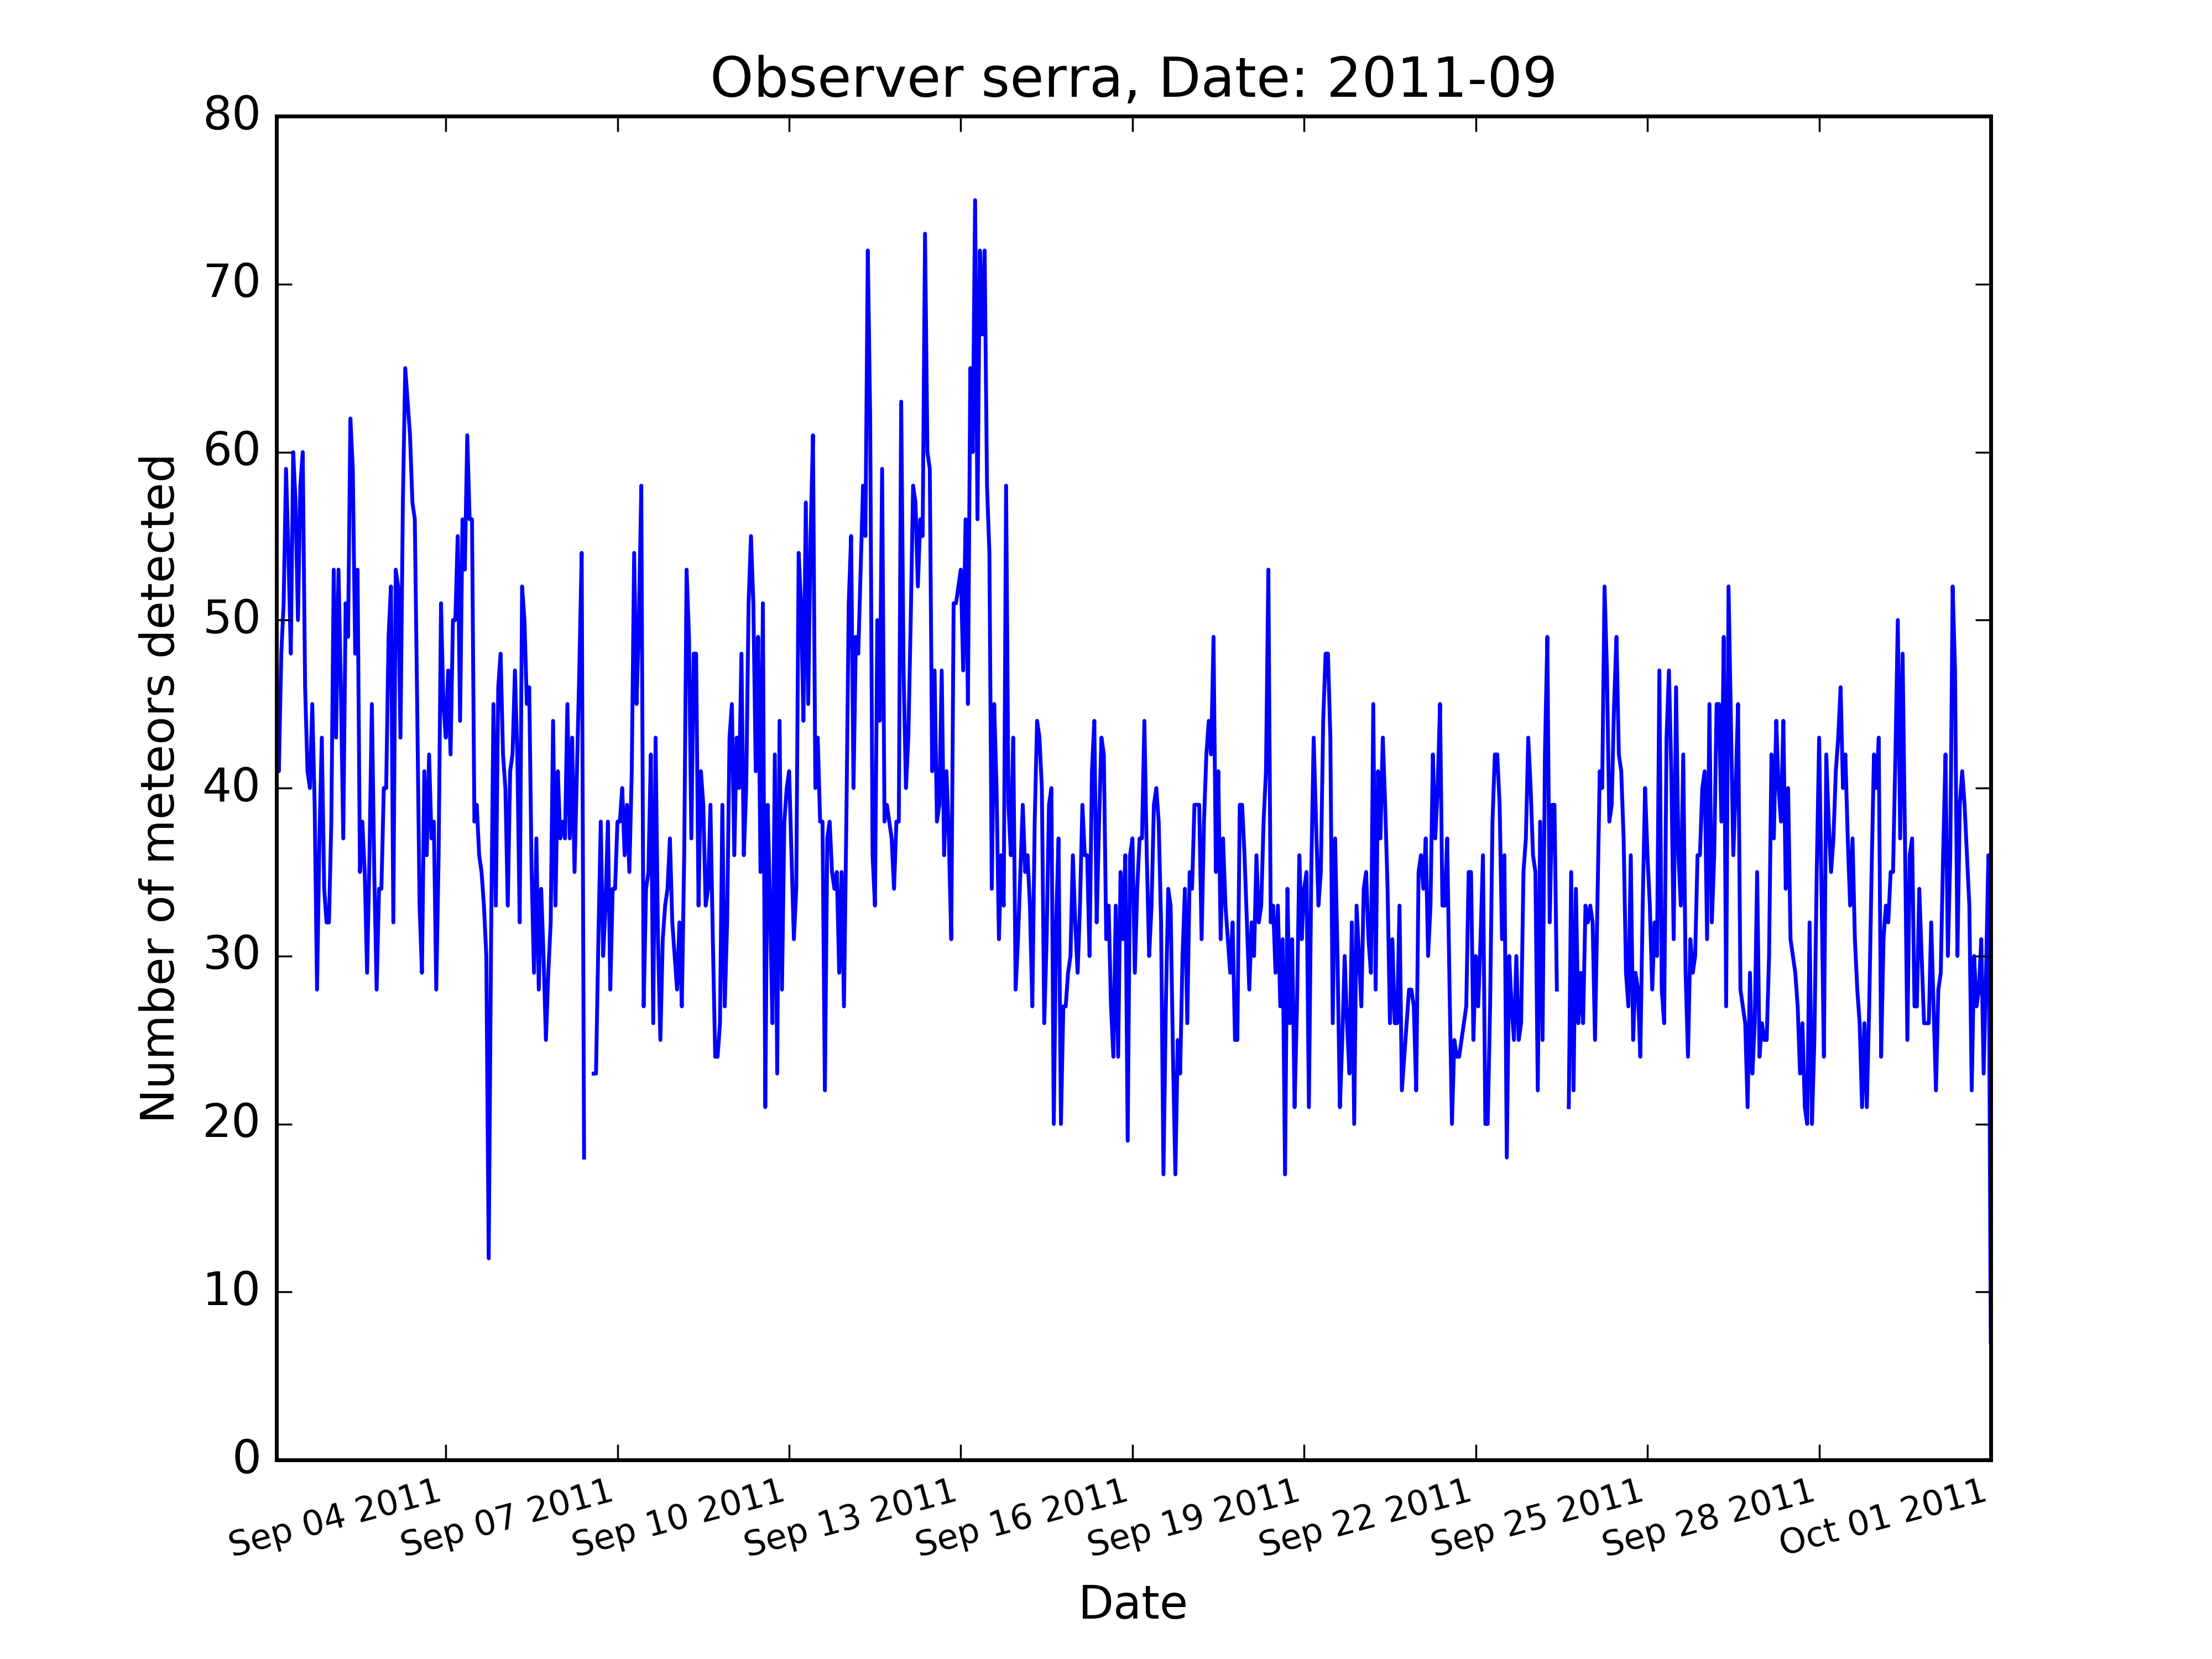 Observer serra, Date: 2011-09
80
70
60
50
40
30
20
10
0
Number of meteors detected
Sep 04 2011
Sep 07 2011
Sep 10 2011
Sep 13 2011
Sep 16 2011
Sep 19 2011
Sep 22 2011
Sep 25 2011
Sep 28 2011
Oct 01 2011
Date